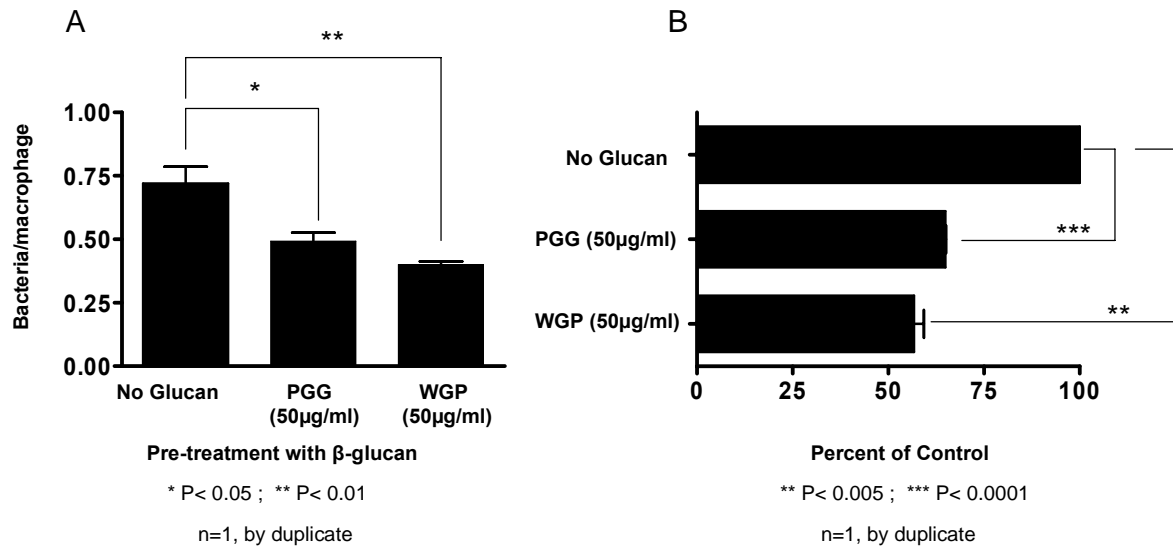 A
**
*
1.00
0.75
0.50
0.25
0.00
Bacteria/macrophage
No Glucan
PGG
(50µg/ml)
WGP
(50µg/ml)
Pre-treatment with β-glucan
* P< 0.05 ; ** P< 0.01
n=1, by duplicate
B
No Glucan
PGG (50µg/ml)
***
WGP (50µg/ml)
**
0
25
50
75
100
Percent of Control
** P< 0.005 ; *** P< 0.0001
n=1, by duplicate